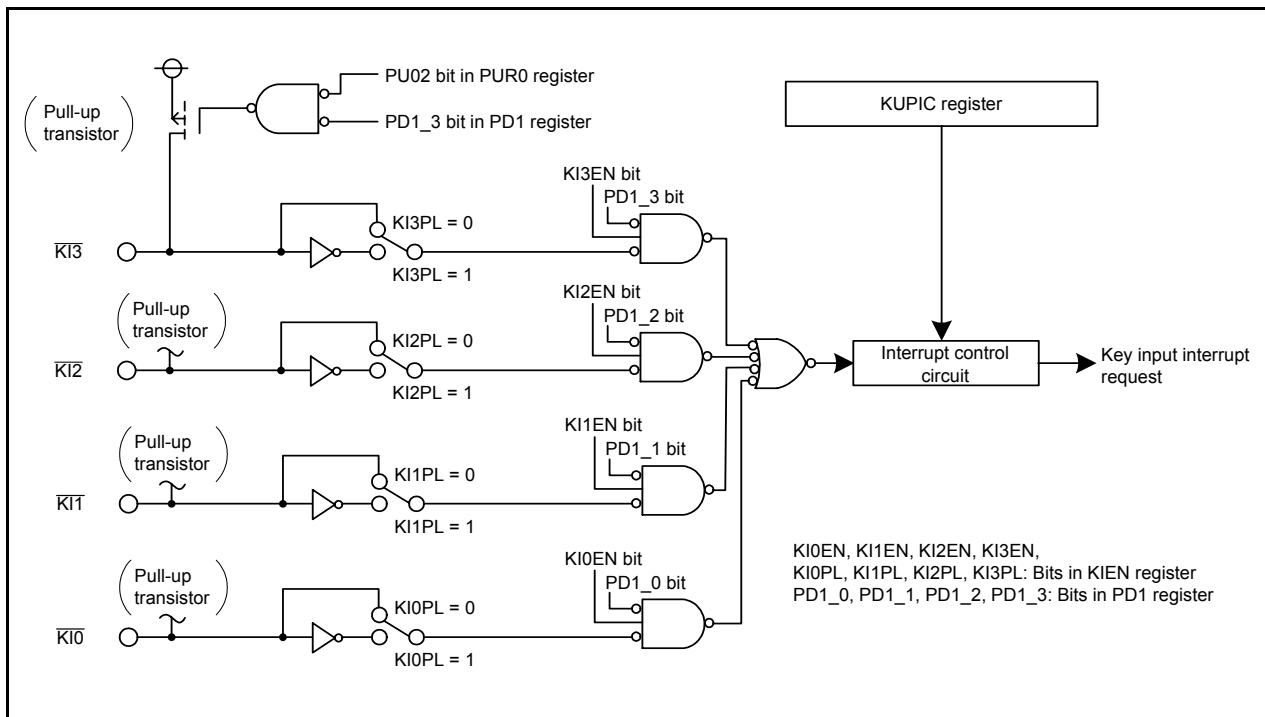 PU02 bit in PUR0 register
Pull-up
transistor
PD1_3 bit in PD1 register
KUPIC register
KI3EN bit
PD1_3 bit
KI3PL = 0
KI3
KI3PL = 1
Pull-up
transistor
KI2EN bit
PD1_2 bit
KI2PL = 0
KI2
KI2PL = 1
Interrupt control
circuit
Key input interrupt
request
Pull-up
transistor
KI1EN bit
PD1_1 bit
KI1PL = 0
KI1
KI1PL = 1
Pull-up
transistor
KI0EN bit
PD1_0 bit
KI0PL = 0
KI0
KI0PL = 1
KI0EN, KI1EN, KI2EN, KI3EN,
KI0PL, KI1PL, KI2PL, KI3PL: Bits in KIEN register
PD1_0, PD1_1, PD1_2, PD1_3: Bits in PD1 register